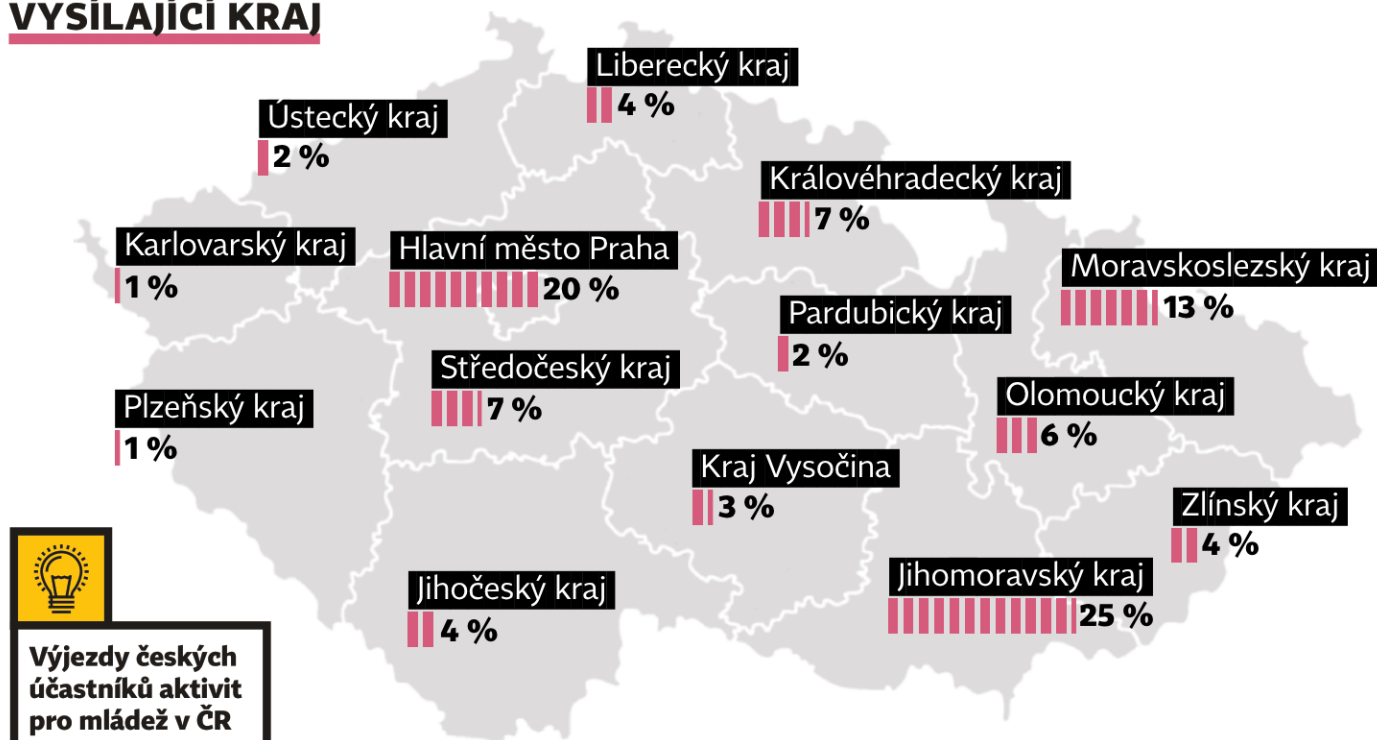 VYSÍLAJÍCÍ KRAJ
Liberecký kraj
4 %
Ústecký kraj
2 %
Královéhradecký kraj
7 %
Karlovarský kraj
1 %
Hlavní město Praha
20 %
Moravskoslezský kraj
13 %
Pardubický kraj
2 %
Středočeský kraj
7 %
Olomoucký kraj
6 %
Plzeňský kraj
1 %
Kraj Vysočina
3 %
Zlínský kraj
4 %
Jihomoravský kraj
25 %
Jihočeský kraj
4 %
Výjezdy českých
účastníků aktivit
pro mládež v ČR